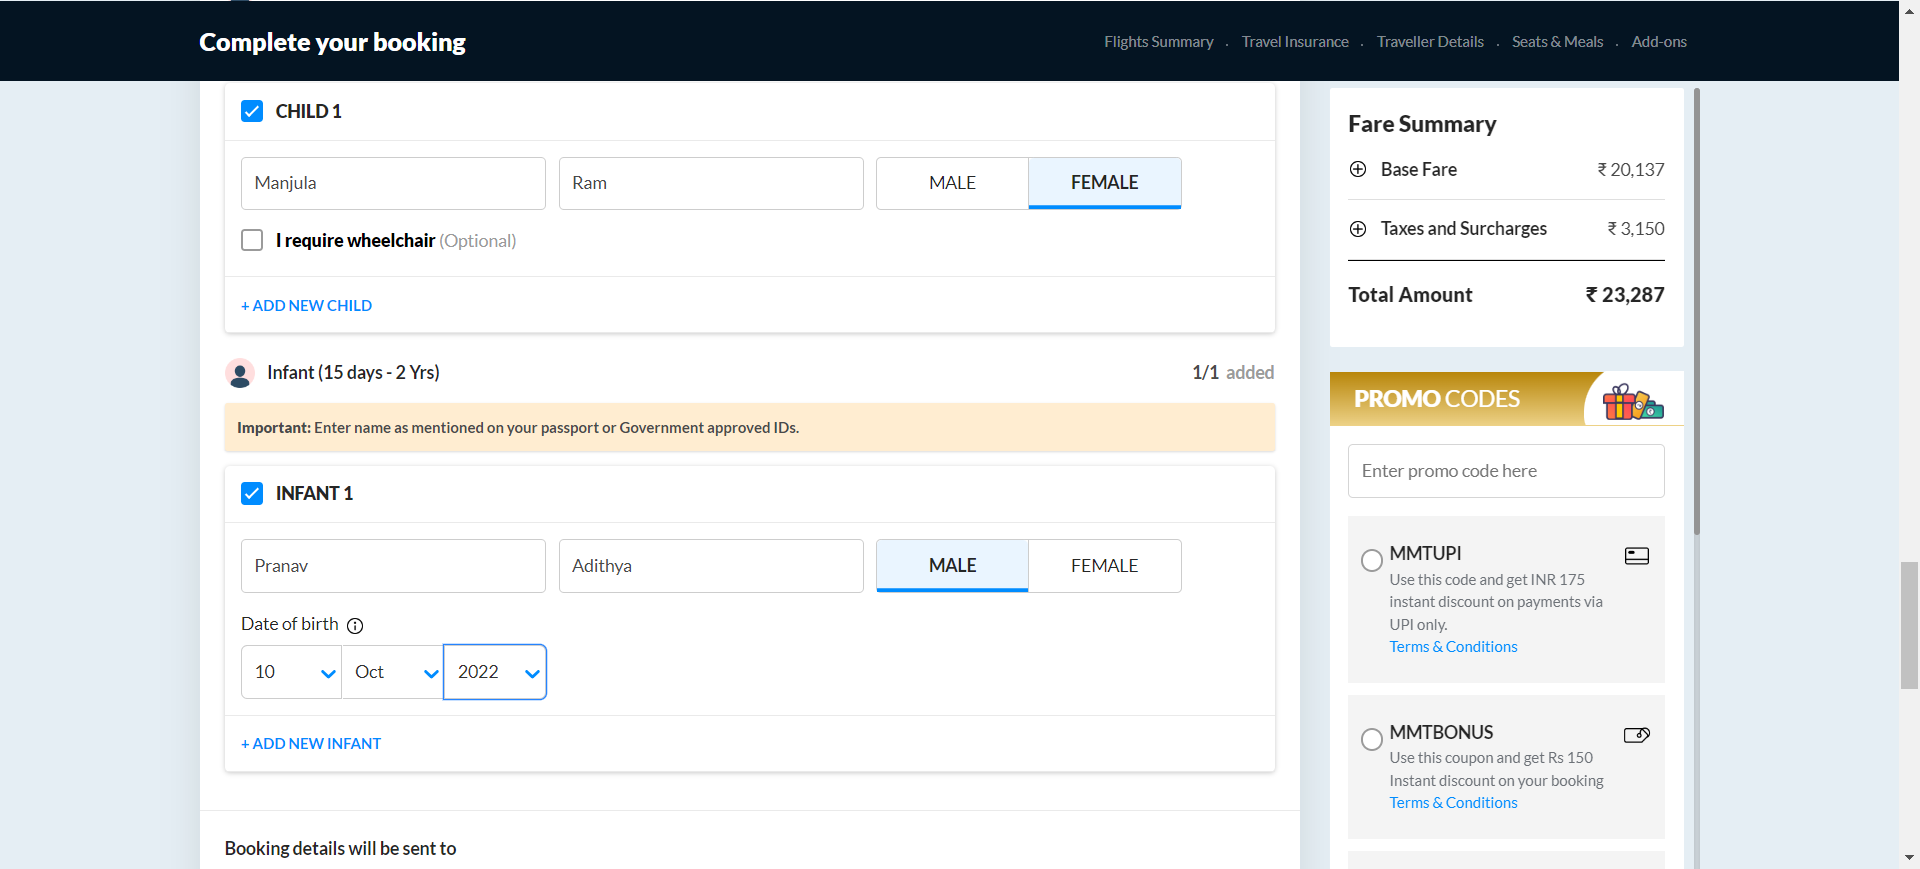 Complete your booking
Flights Summary . Travel Insurance . Traveller Details . Seats & Meals . Add-ons
CHILD 1
Manjula
Ram
MALE
FEMALE
I require wheelchair (Optional)
+ ADD NEW CHILD
Infant (15 days - 2 Yrs)
1/1 added
Important: Enter name as mentioned on your passport or Government approved IDs.
INFANT 1
Pranav
Adithya
MALE
FEMALE
Date of birth
10
Oct
2022
+ ADD NEW INFANT
Booking details will be sent to
Fare Summary
Base Fare
₹ 20,137
Taxes and Surcharges
₹ 3,150
Total Amount
₹ 23,287
PROMO CODES
Enter promo code here
MMTUPI
Use this code and get INR 175
instant discount on payments via
UPI only.
Terms & Conditions
MMTBONUS
Use this coupon and get Rs 150
Instant discount on your booking
Terms & Conditions